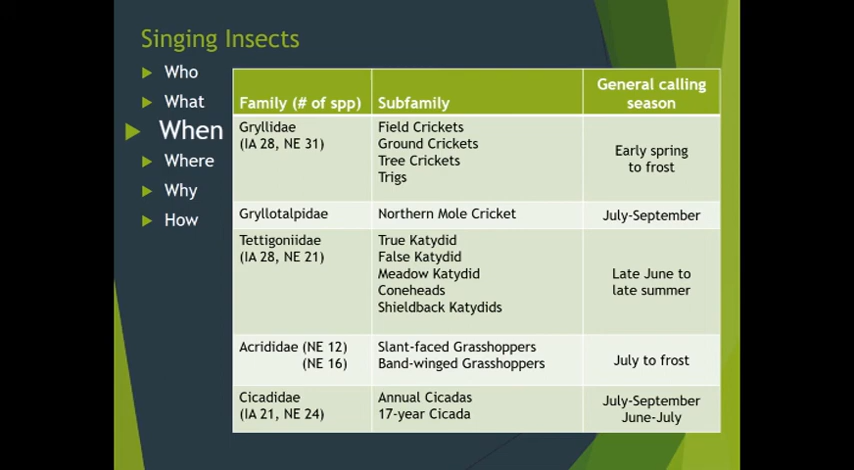 Singing Insects
Who
What
When
Where
Why
How
Family (# of spp) Subfamily General calling season
Gryllidae
(IA 28, NE 31)
Field Crickets
Ground Crickets
Tree Crickets
Trigs
Early spring
to frost
Gryllotalpidae Northern Mole Cricket July-September
Tettigoniidae
(IA 28, NE 21)
True Katydid
False Katydid
Meadow Katydid
Coneheads
Shieldback Katydids
Late June to
late summer
Acrididae (NE 12)
(NE 16)
Slant-faced Grasshoppers
Band-winged Grasshoppers
July to frost
Cicadidae
(IA 21, NE 24)
Annual Cicadas
17-year Cicada
July-September
June-July